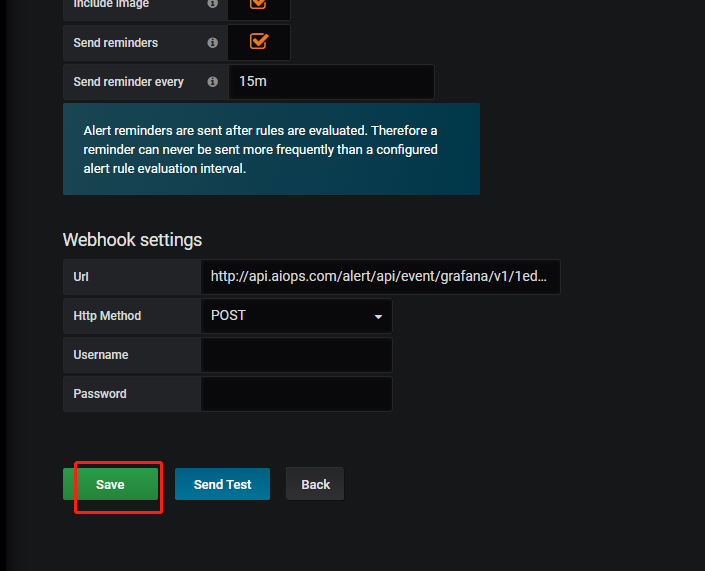 Include image
Send reminders
Send reminder every 15m
Alert reminders are sent after rules are evaluated. Therefore a
reminder can never be sent more frequently than a configured
alert rule evaluation interval.
Webhook settings
Url http://api.aiops.com/alert/api/event/grafana/v1/1ed...
Http Method POST
Username
Password
Save Send Test Back